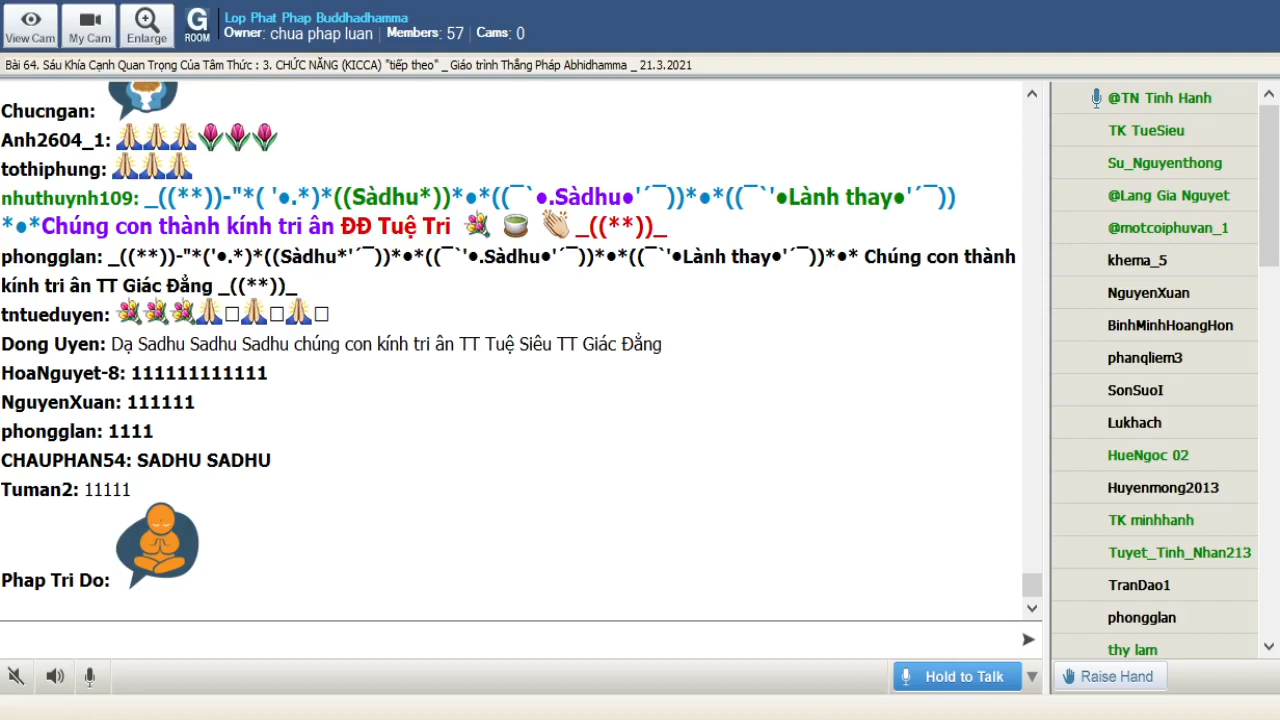 View Cam
My Cam
Enlarge
G
ROOM
Lop Phat Phap Buddhadhamma
Owner: chua phap luan Members: 57 Cams: 0
Bài 64. Sáu Khía Cạnh Quan Trọng Của Tâm Thức : 3. CHỨC NĂNG (KICCA) "tiếp theo" _ Giáo trình Thắng Pháp Abhidhamma _ 21.3.2021
Chucngan:
Anh2604_1: 🙏🙏🙏🌷🌷🌷
tothiphung: 🙏🙏🙏
nhuthuynh109: _((**))-"*( '●.*)*((Sàdhu*))*●*((¯`●.Sàdhu●'´¯))*●*((¯`'●Lành thay●'´¯))
*●*Chúng con thành kính tri ân ĐĐ Tuệ Tri 💐 🍵 👏 _((**))_
phongglan: _((**))-"*('●.*)*((Sàdhu*'´¯))*●*((¯`'●.Sàdhu●'´¯))*●*((¯`'●Lành thay●'´¯))*●* Chúng con thành
kính tri ân TT Giác Đẳng _((**))_
tntueduyen: 💐💐💐🙏□🙏□🙏□
Dong Uyen: Dạ Sadhu Sadhu Sadhu chúng con kính tri ân TT Tuệ Siêu TT Giác Đẳng
HoaNguyet-8: 111111111111
NguyenXuan: 111111
phongglan: 1111
CHAUPHAN54: SADHU SADHU
Tuman2: 11111
Phap Tri Do:
@TN Tinh Hanh
TK TueSieu
Su_Nguyenthong
@Lang Gia Nguyet
@motcoiphuvan_1
khema_5
NguyenXuan
BinhMinhHoangHon
phanqliem3
SonSuoI
Lukhach
HueNgoc 02
Huyenmong2013
TK minhhanh
Tuyet_Tinh_Nhan213
TranDao1
phongglan
thy lam
Hold to Talk
Raise Hand